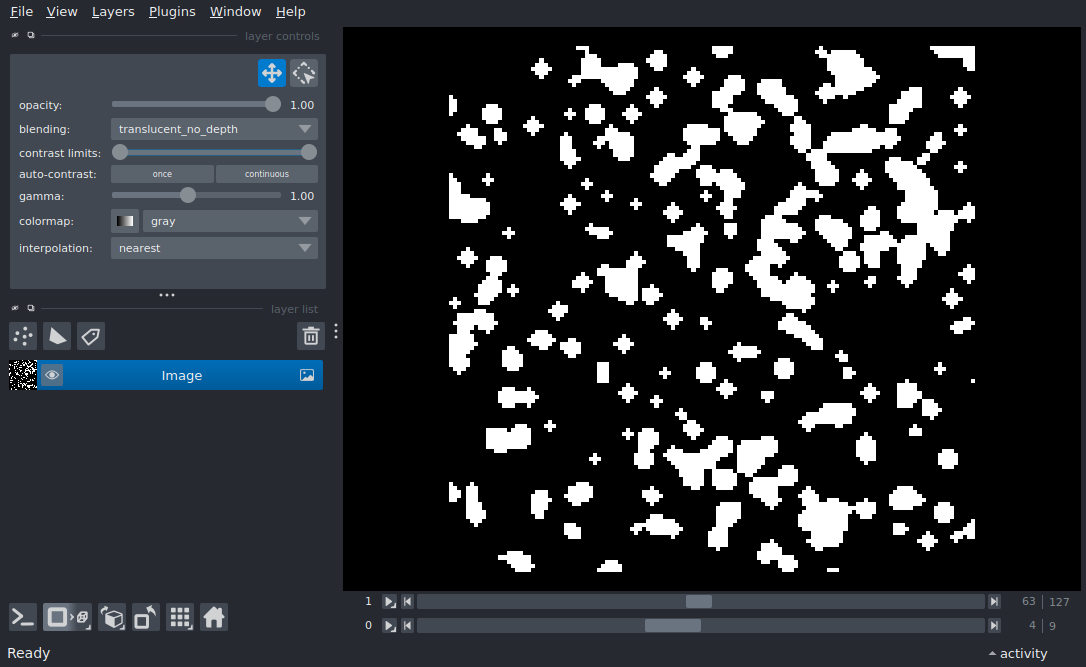 File View Layers Plugins Window Help
layer controls
opacity: 1.00
blending: translucent_no_depth
contrast limits:
auto-contrast: once continuous
gamma: 1.00
colormap: gray
interpolation: nearest
layer list
Image
1 63 127
0 4 9
Ready activity